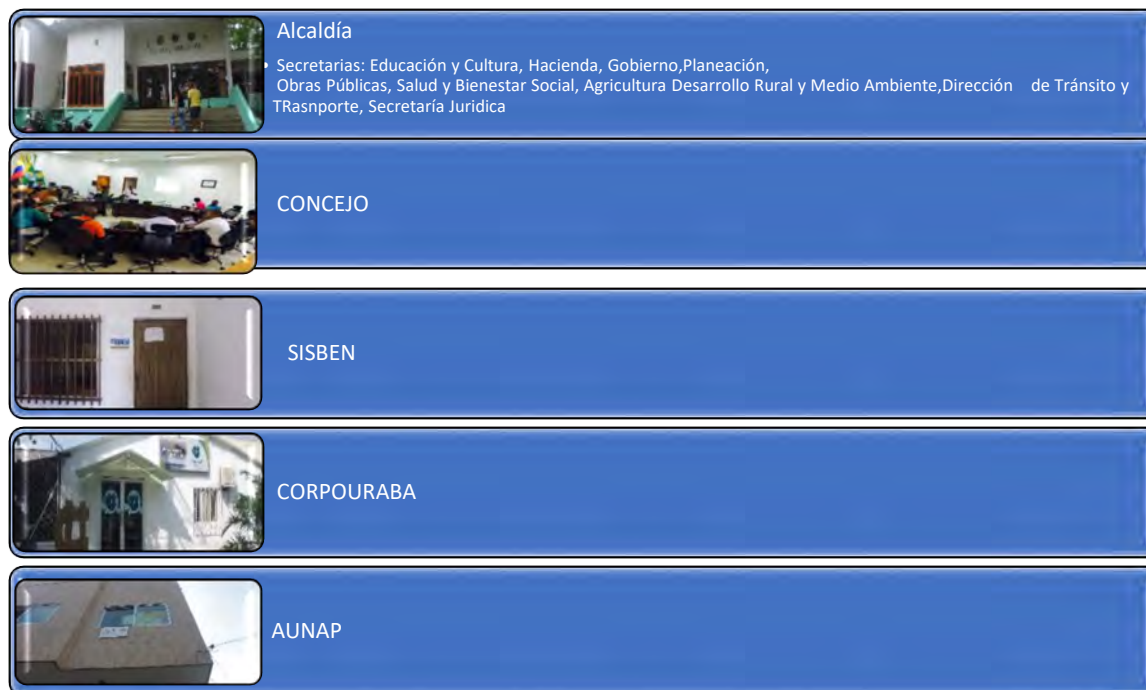 Alcaldía
• Secretarias: Educación y Cultura, Hacienda, Gobierno,Planeación,
Obras Públicas, Salud y Bienestar Social, Agricultura Desarrollo Rural y Medio Ambiente,Dirección de Tránsito y
TRasnporte, Secretaría Juridica
CONCEJO
SISBEN
CORPOURABA
AUNAP